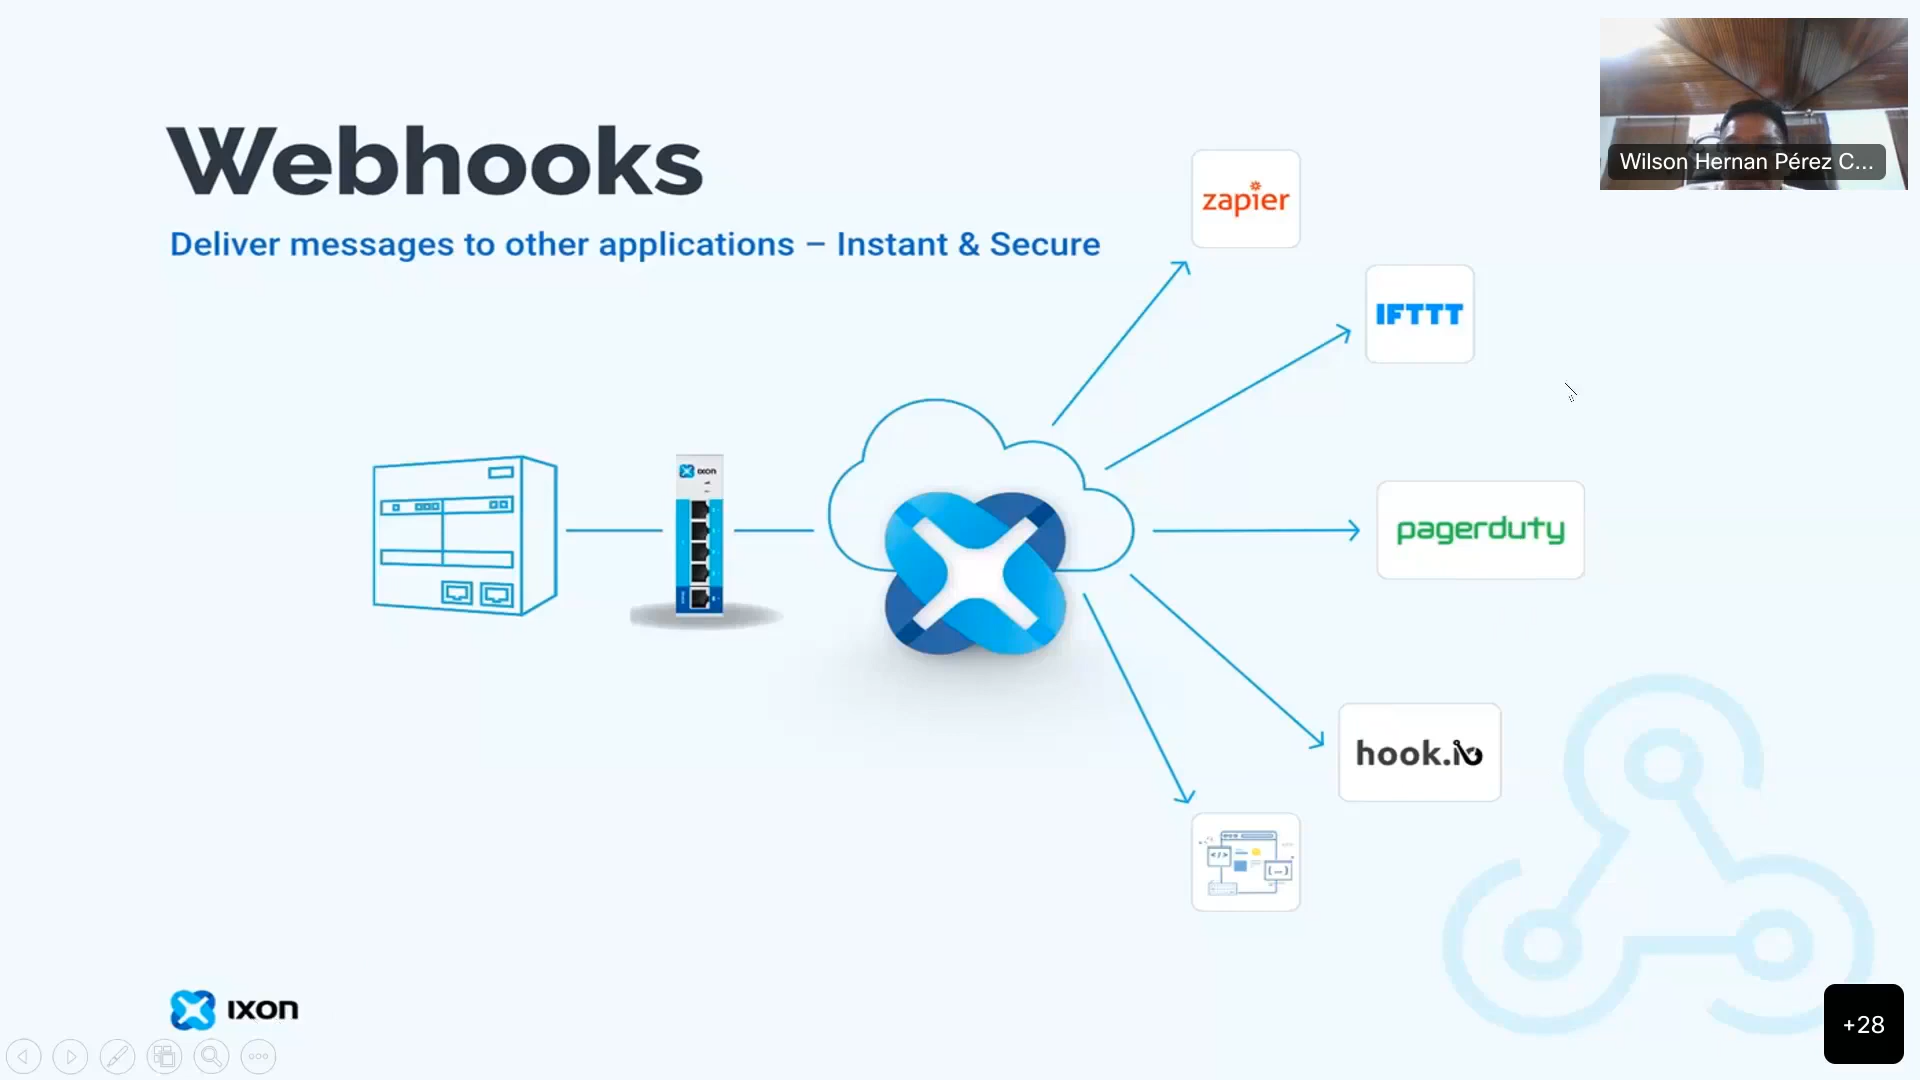 Webhooks
Deliver messages to other applications – Instant & Secure
zapier
IFTTT
Wilson Hernan Pérez C...
IXON
pagerduty
hook.io
IXON
+28